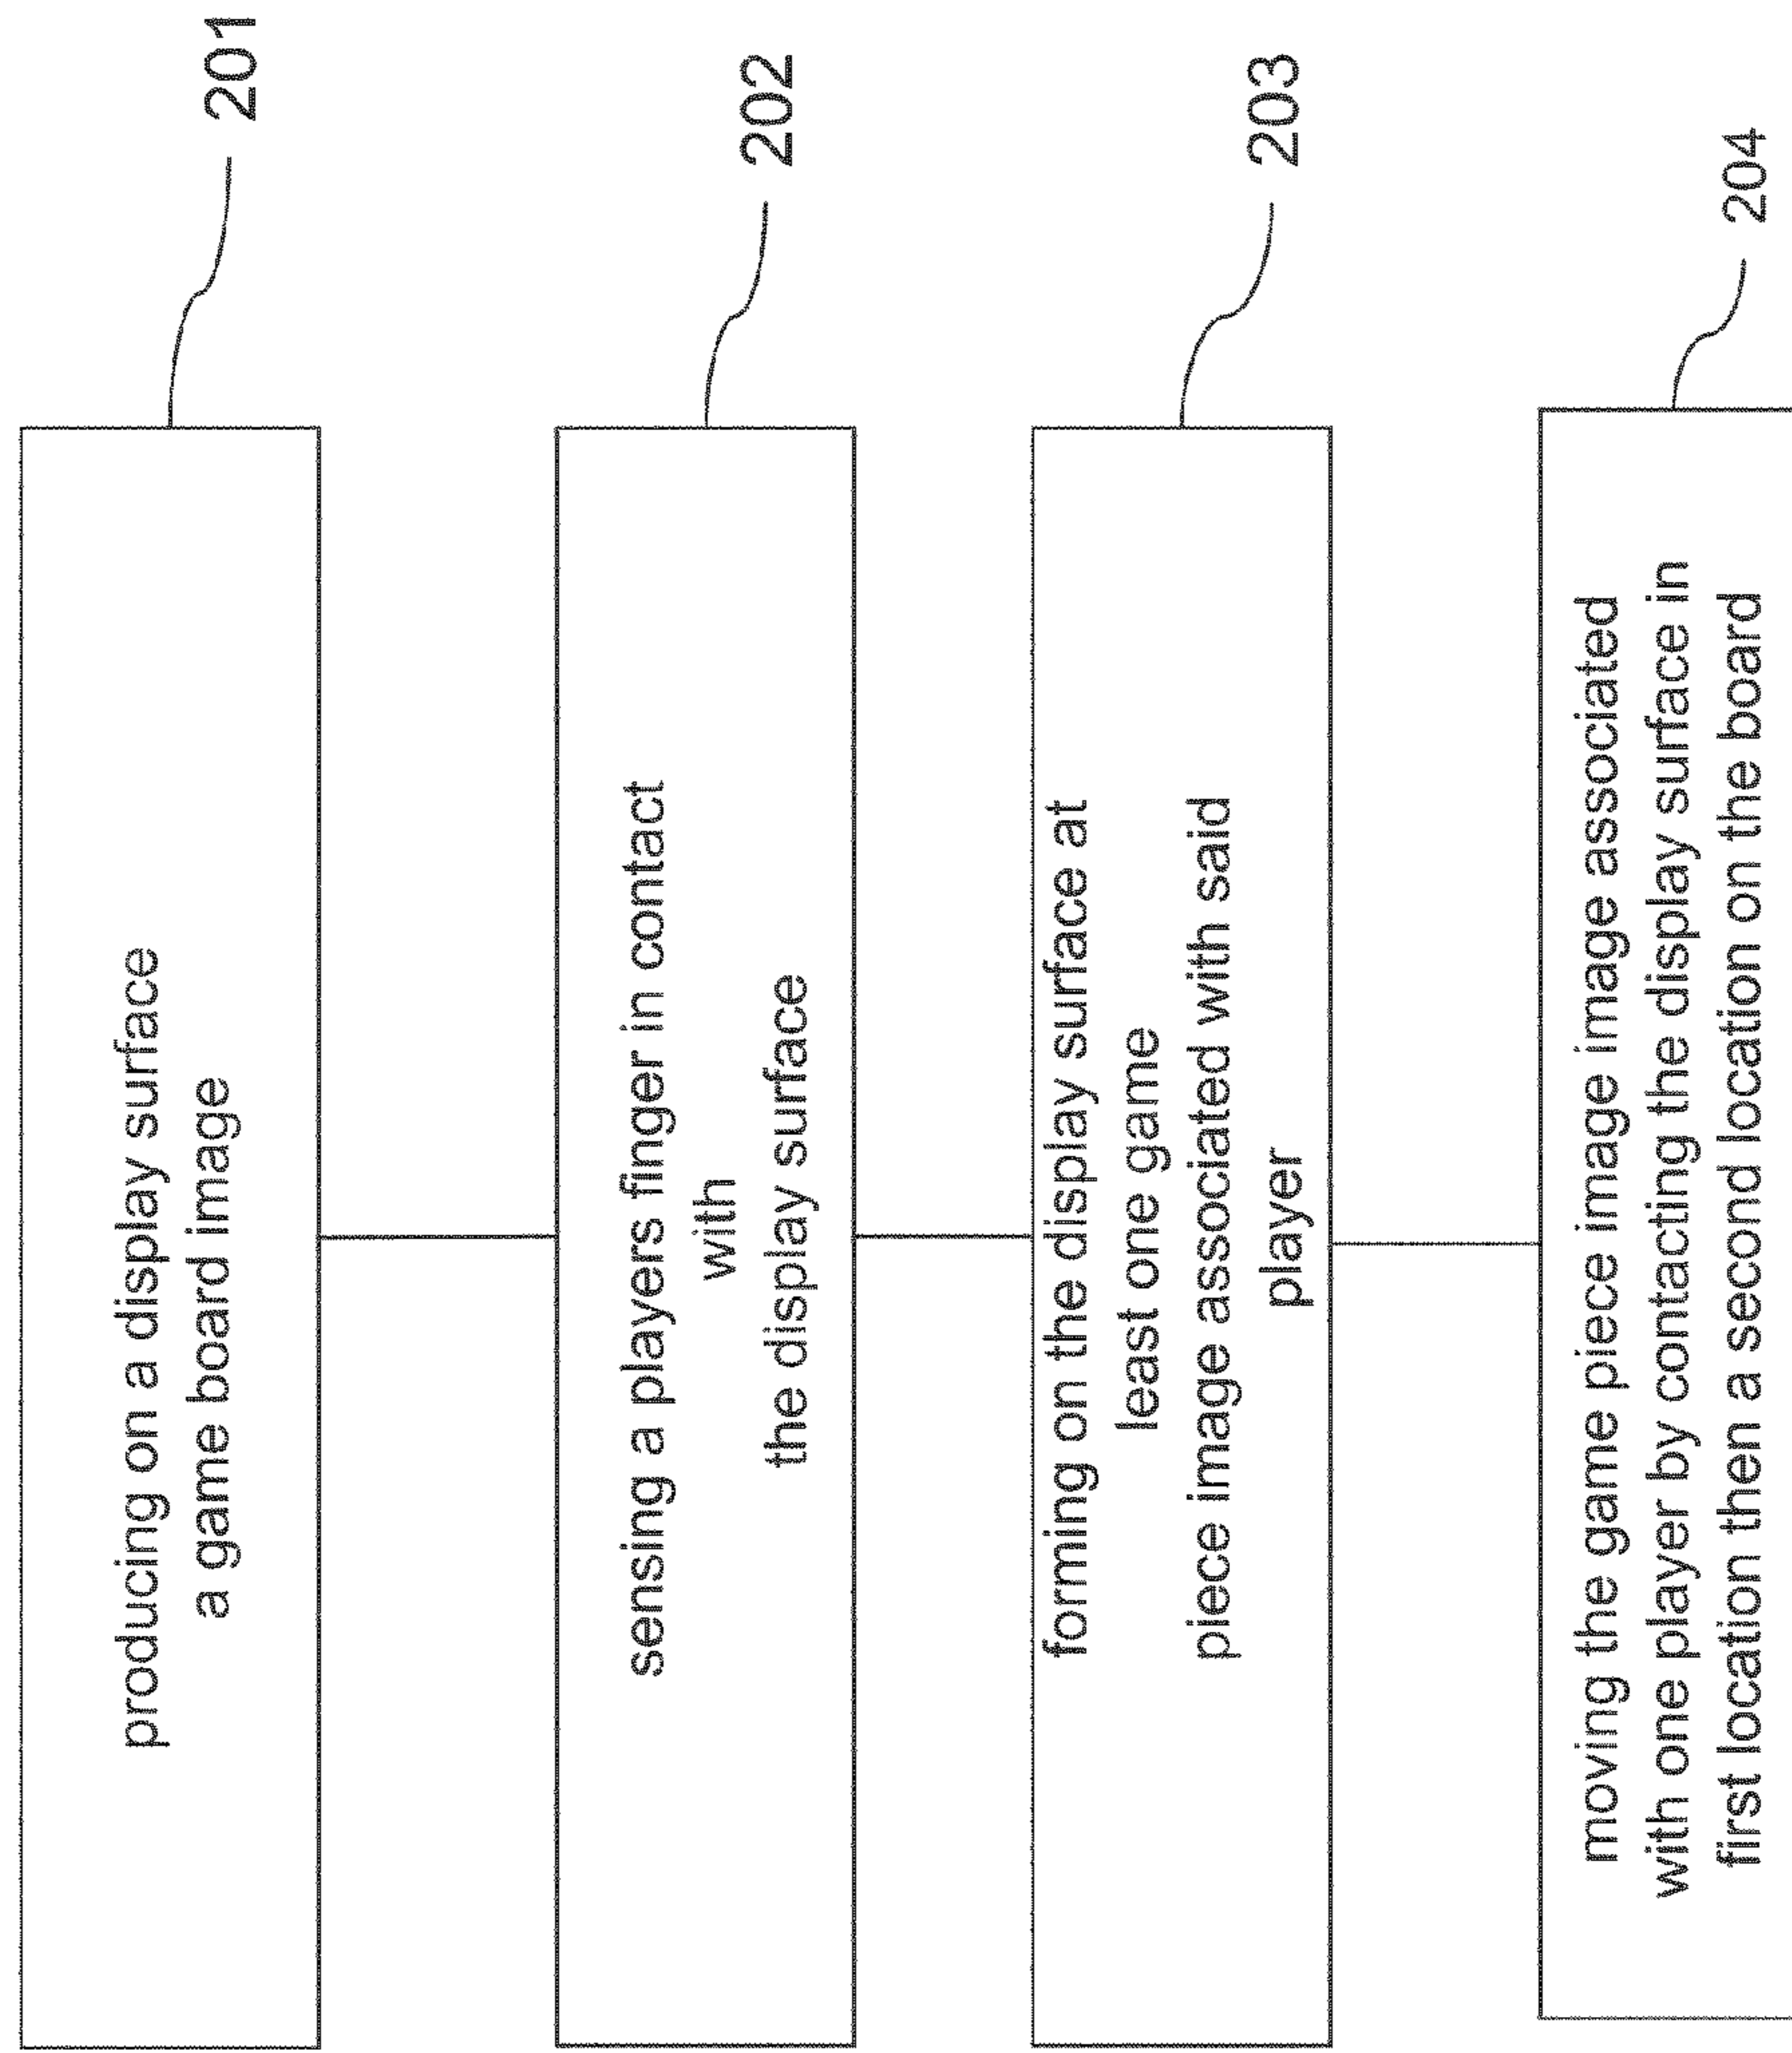 producing on a display surface
a game board image
201
sensing a players finger in contact
with
the display surface
202
forming on the display surface at
least one game
piece image associated with said
player
203
moving the game piece image associated
with one player by contacting the display surface in
first location then a second location on the board
204